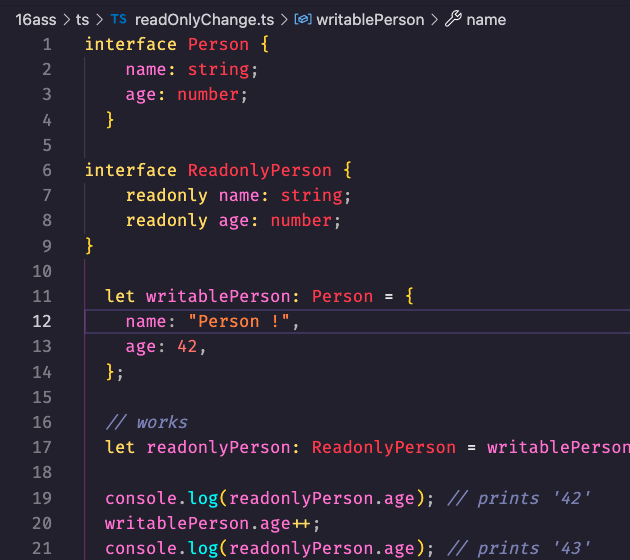 16ass > ts > TS readOnlyChange.ts > writablePerson > name
1 interface Person {
2 name: string;
3 age: number;
4 }
5
6 interface ReadonlyPerson {
7 readonly name: string;
8 readonly age: number;
9 }
10
11 let writablePerson: Person = {
12 name: "Person !",
13 age: 42,
14 };
15
16 // works
17 let readonlyPerson: ReadonlyPerson = writablePerson
18
19 console.log(readonlyPerson.age); // prints '42'
20 writablePerson.age++;
21 console.log(readonlyPerson.age); // prints '43'